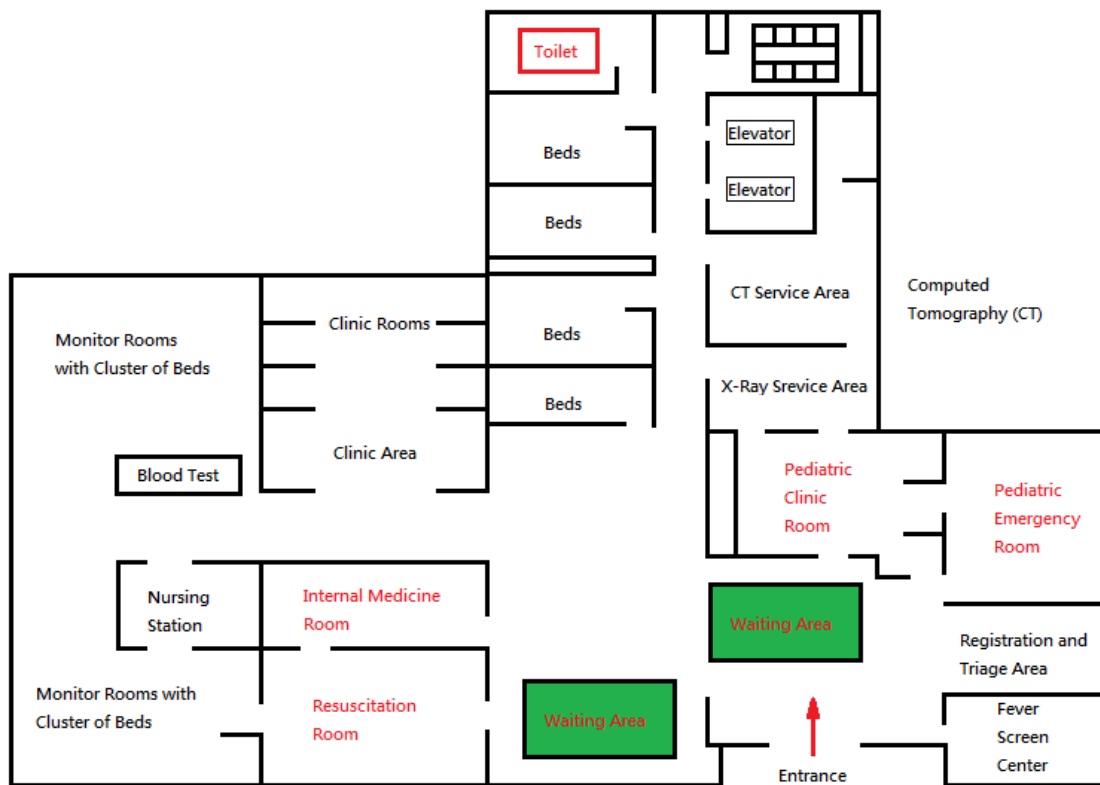 Toilet
Elevator
Beds
Elevator
Beds
CT Service Area
Computed
Tomography (CT)
Clinic Rooms
Monitor Rooms
with Cluster of Beds
Beds
X-Ray Srevice Area
Beds
Clinic Area
Blood Test
Pediatric
Clinic
Room
Pediatric
Emergency
Room
Nursing
Station
Internal Medicine
Room
Waiting Area
Registration and
Triage Area
Monitor Rooms with
Cluster of Beds
Resuscitation
Room
Waiting Area
Fever
Screen
Center
Entrance